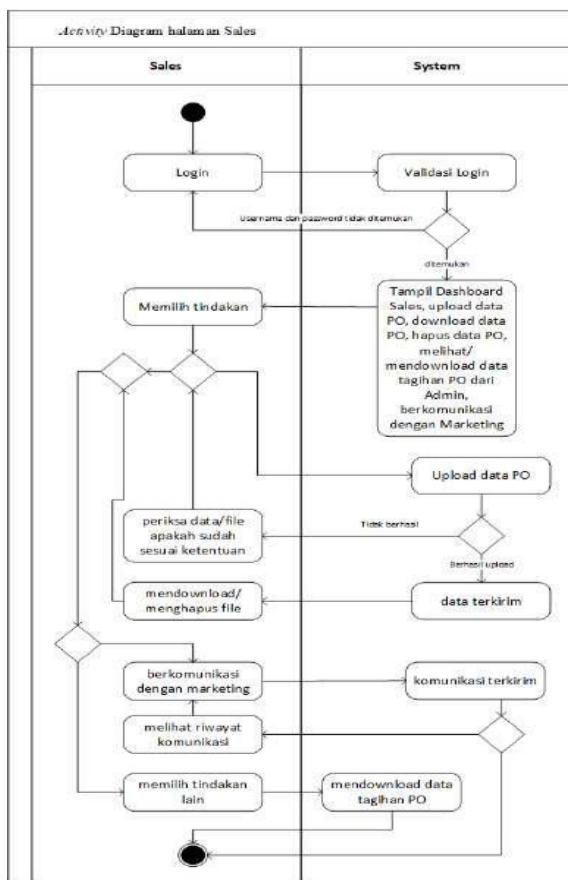 Activity Diagram halaman Sales
Sales
System
Login
Validasi Login
Username dan password tidak ditemukan
ditemukan
Memilih tindakan
Tampil Dashboard
Sales, upload data
PO, download data
PO, hapus data PO,
melihat/
mendownload data
tagihan PO dari
Admin,
berkomunikasi
dengan Marketing
Upload data PO
periksa data/file
apakah sudah
sesuai ketentuan
Tidak berhasil
Berhasil upload
mendownload/
menghapus file
data terkirim
berkomunikasi
dengan marketing
komunikasi terkirim
melihat riwayat
komunikasi
memilih tindakan
lain
mendownload data
tagihan PO